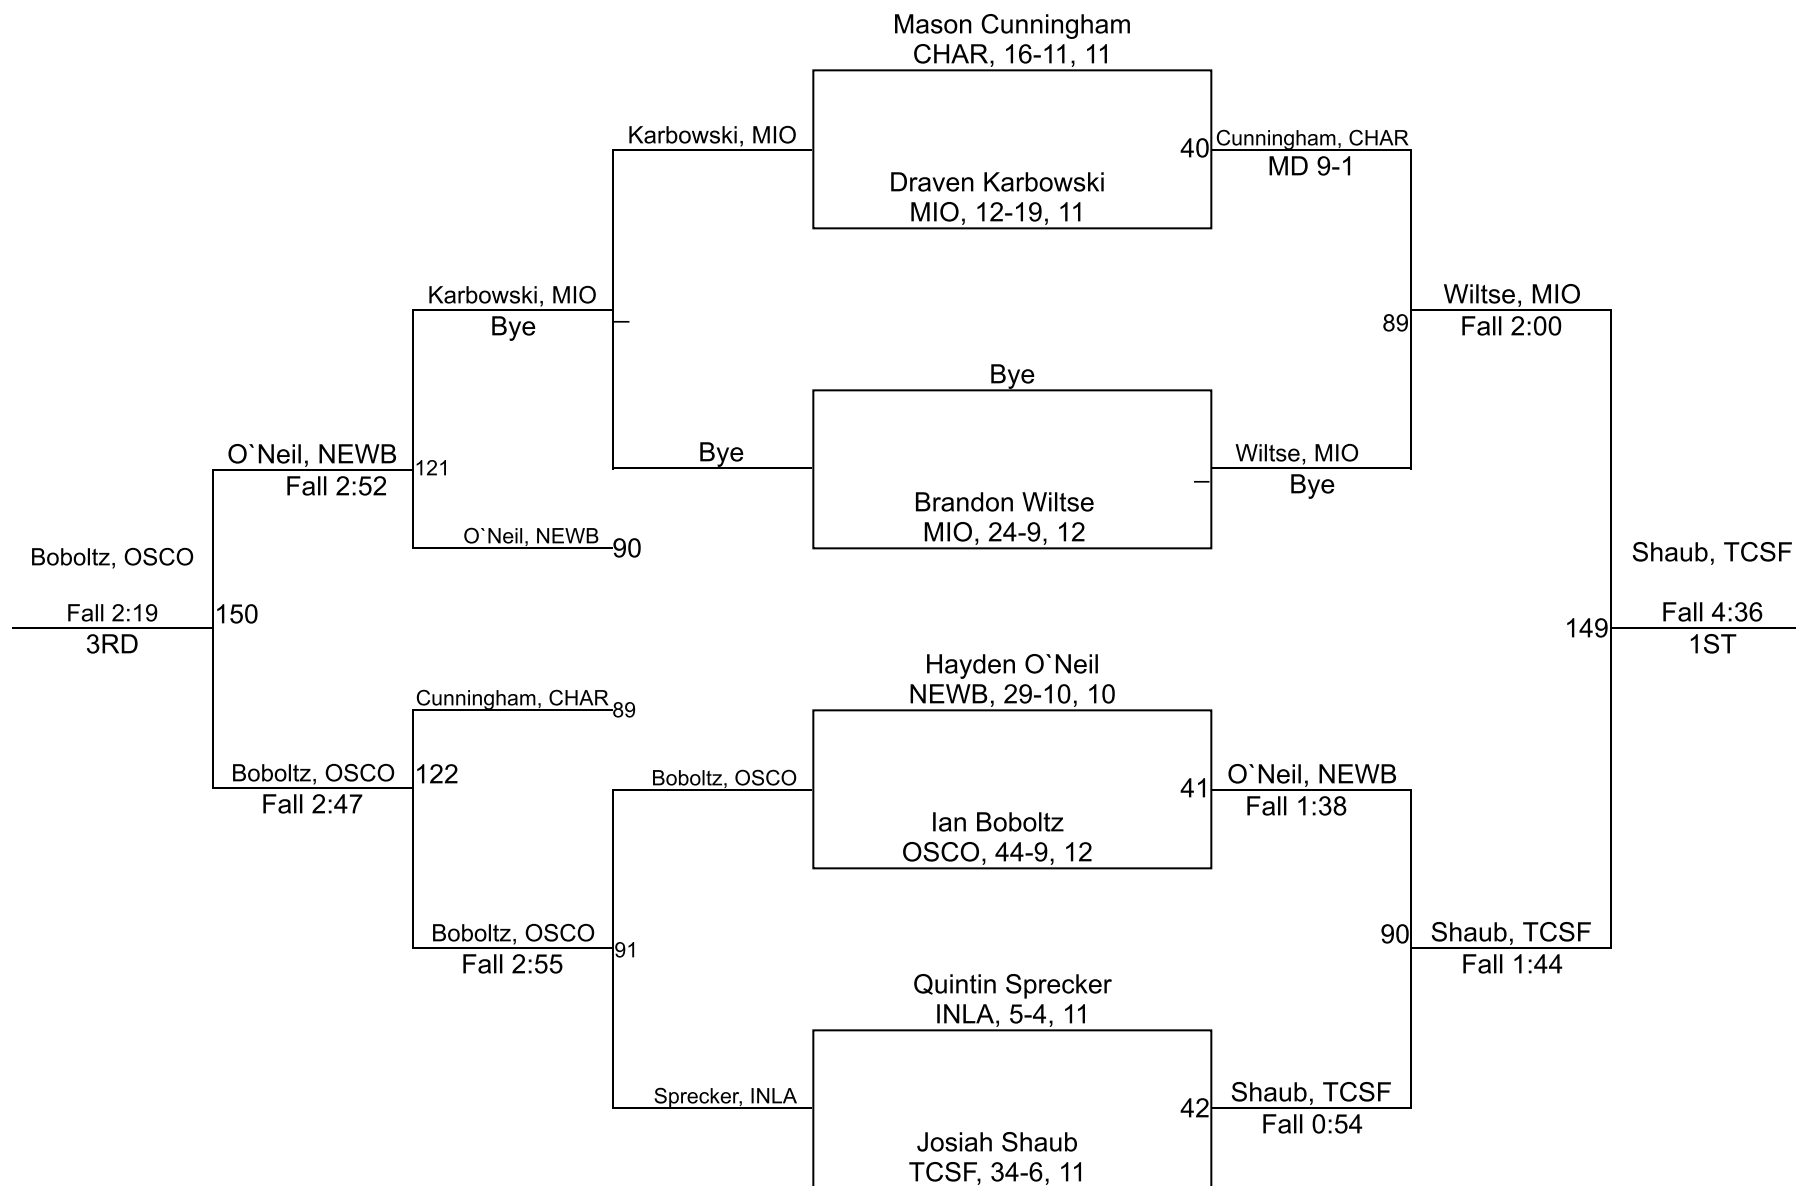 Mason Cunningham
CHAR, 16-11, 11
Karbowski, MIO
40
Cunningham, CHAR
MD 9-1
Draven Karbowski
MIO, 12-19, 11
Karbowski, MIO
Bye
89
Wiltse, MIO
Fall 2:00
Bye
O`Neil, NEWB
Fall 2:52
121
Bye
Wiltse, MIO
Bye
Brandon Wiltse
MIO, 24-9, 12
O`Neil, NEWB
90
Boboltz, OSCO
Fall 2:19
3RD
150
149
Shaub, TCSF
Fall 4:36
1ST
Hayden O`Neil
NEWB, 29-10, 10
Cunningham, CHAR
89
Boboltz, OSCO
Fall 2:47
122
Boboltz, OSCO
41
O`Neil, NEWB
Fall 1:38
Ian Boboltz
OSCO, 44-9, 12
Boboltz, OSCO
Fall 2:55
91
90
Shaub, TCSF
Fall 1:44
Quintin Sprecker
INLA, 5-4, 11
Sprecker, INLA
42
Shaub, TCSF
Fall 0:54
Josiah Shaub
TCSF, 34-6, 11